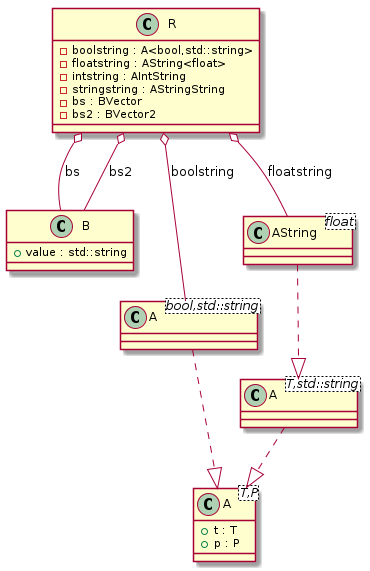 C R
boolstring : A<bool,std::string>
floatstring : AString<float>
intstring : AIntString
stringstring : AStringString
bs : BVector
bs2 : BVector2
bs
bs2
boolstring
floatstring
C B
value : std::string
C AString
float
C A
bool,std::string
C A
T,std::string
C A
T,P
t : T
p : P